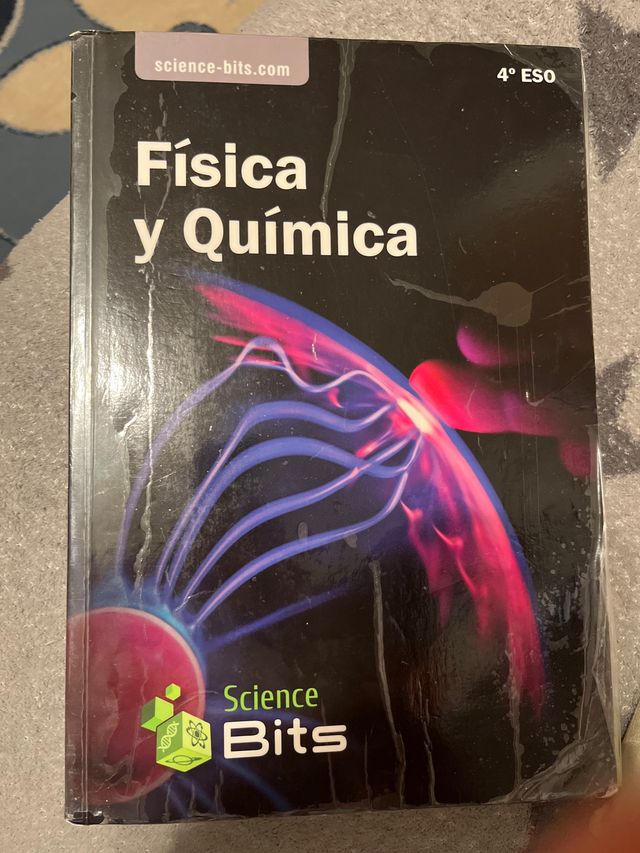 science-bits.com
4º ESO
Física
y Química
Science
Bits